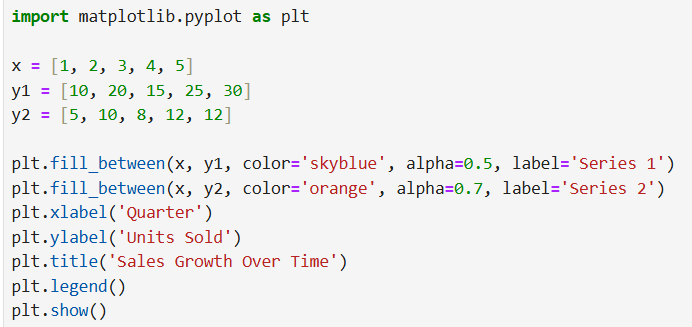 import matplotlib.pyplot as plt
x = [1, 2, 3, 4, 5]
y1 = [10, 20, 15, 25, 30]
y2 = [5, 10, 8, 12, 12]
plt.fill_between(x, y1, color='skyblue', alpha=0.5, label='Series 1')
plt.fill_between(x, y2, color='orange', alpha=0.7, label='Series 2')
plt.xlabel('Quarter')
plt.ylabel('Units Sold')
plt.title('Sales Growth Over Time')
plt.legend()
plt.show()